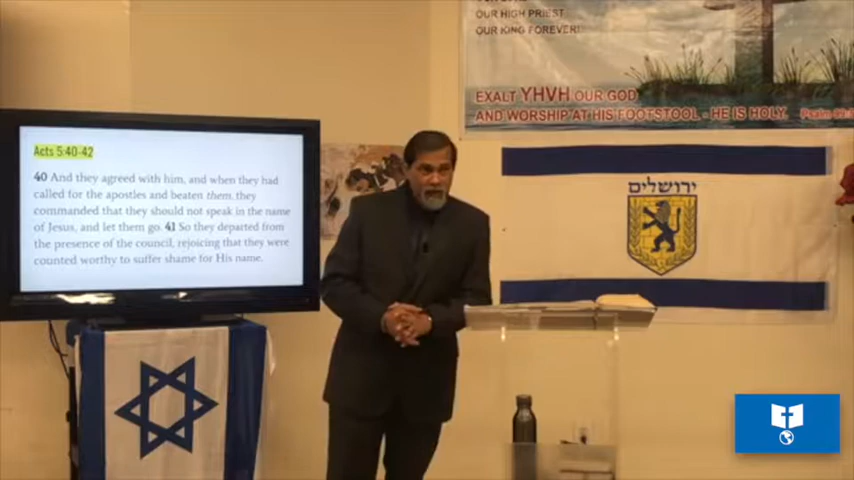 OUR HIGH PRIEST
OUR KING FOREVER!
EXALT YHVH OUR GOD
AND WORSHIP AT HIS FOOTSTOOL - HE IS HOLY.
Acts 5:40-42
40 And they agreed with him, and when they had
called for the apostles and beaten them, they
commanded that they should not speak in the name
of Jesus, and let them go. 41 So they departed from
the presence of the council, rejoicing that they were
counted worthy to suffer shame for His name.
ירושלים